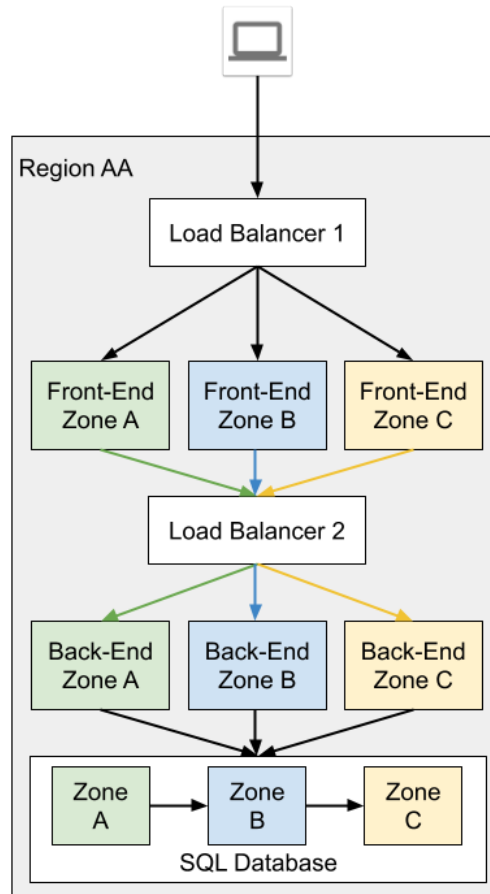 Region AA
Load Balancer 1
Front-End
Zone A
Front-End
Zone B
Front-End
Zone C
Load Balancer 2
Back-End
Zone A
Back-End
Zone B
Back-End
Zone C
Zone
A
Zone
B
Zone
C
SQL Database